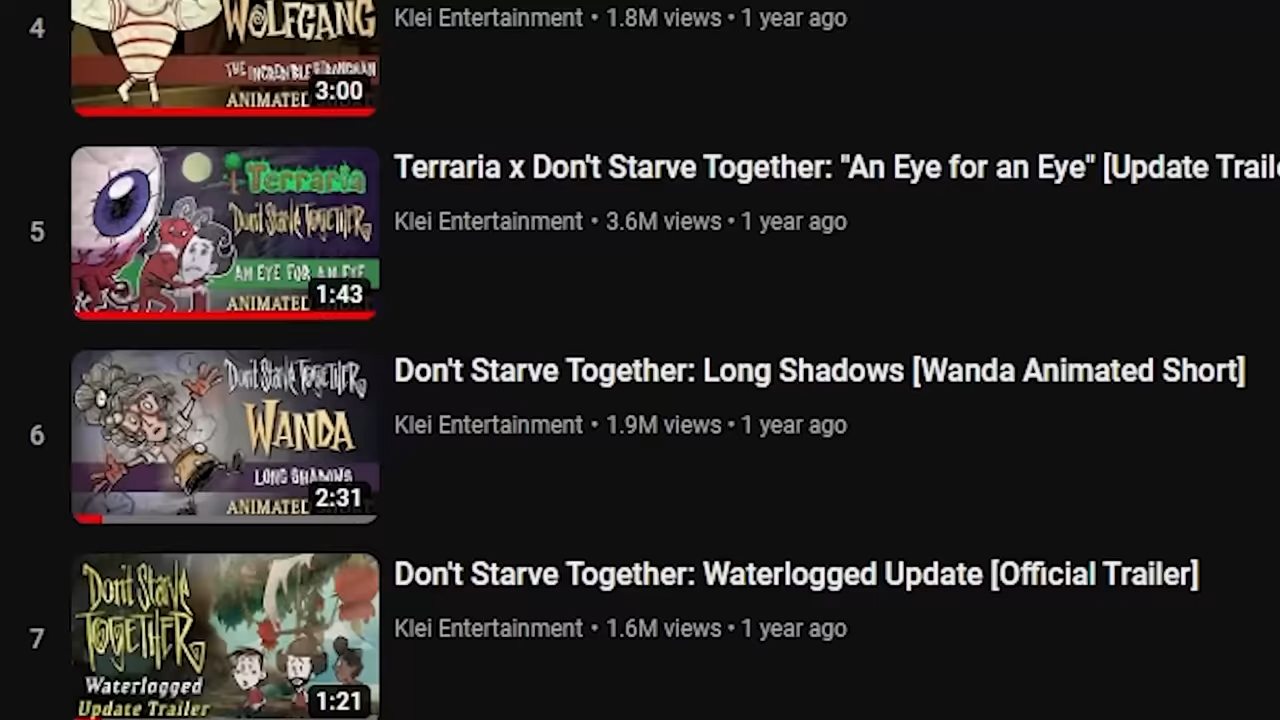 4
WOLFGANG
THE INCREDIBLE STRONGMAN
ANIMATED
3:00
Klei Entertainment • 1.8M views • 1 year ago
5
Terraria
Don't Starve Together
AN EYE FOR AN EYE
ANIMATED
1:43
Terraria x Don't Starve Together: "An Eye for an Eye" [Update Traile
Klei Entertainment • 3.6M views • 1 year ago
6
Don't Starve Together
WANDA
LONG SHADOWS
ANIMATED
2:31
Don't Starve Together: Long Shadows [Wanda Animated Short]
Klei Entertainment • 1.9M views • 1 year ago
7
Don't Starve
TOGETHER
Waterlogged
Update Trailer
1:21
Don't Starve Together: Waterlogged Update [Official Trailer]
Klei Entertainment • 1.6M views • 1 year ago